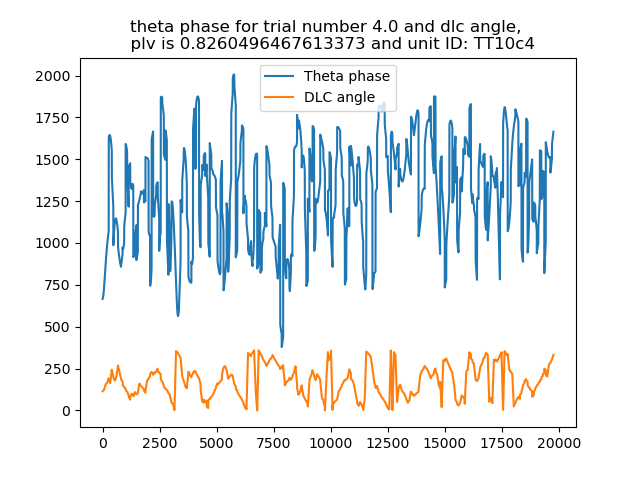 theta phase for trial number 4.0 and dlc angle,
plv is 0.8260496467613373 and unit ID: TT10c4
Theta phase
DLC angle
2000
1750
1500
1250
1000
750
500
250
0
0 2500 5000 7500 10000 12500 15000 17500 20000